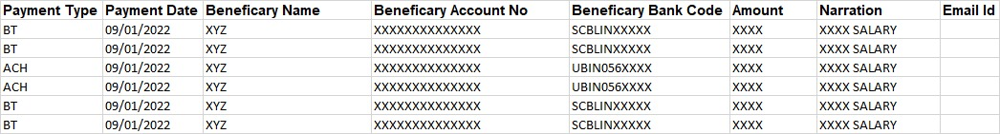 Payment Type Payment Date Beneficary Name Beneficary Account No Beneficary Bank Code Amount Narration Email Id
BT 09/01/2022 XYZ XXXXXXXXXXXXXX SCBLINXXXXX XXXX XXXX SALARY
BT 09/01/2022 XYZ XXXXXXXXXXXXXX SCBLINXXXXX XXXX XXXX SALARY
ACH 09/01/2022 XYZ XXXXXXXXXXXXXX UBIN056XXXX XXXX XXXX SALARY
ACH 09/01/2022 XYZ XXXXXXXXXXXXXX UBIN056XXXX XXXX XXXX SALARY
BT 09/01/2022 XYZ XXXXXXXXXXXXXX SCBLINXXXXX XXXX XXXX SALARY
BT 09/01/2022 XYZ XXXXXXXXXXXXXX SCBLINXXXXX XXXX XXXX SALARY